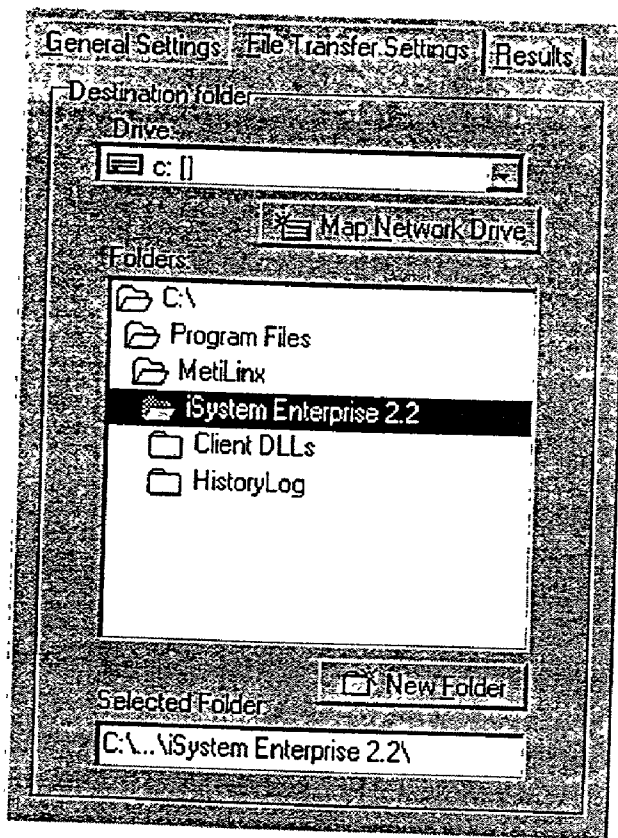 General Settings File Transfer Settings Results
Destination folder
Drive:
c: []
Map Network Drive
Folders:
C:\
Program Files
MetiLinx
iSystem Enterprise 2.2
Client DLLs
HistoryLog
New Folder
Selected Folder:
C:\...\iSystem Enterprise 2.2\